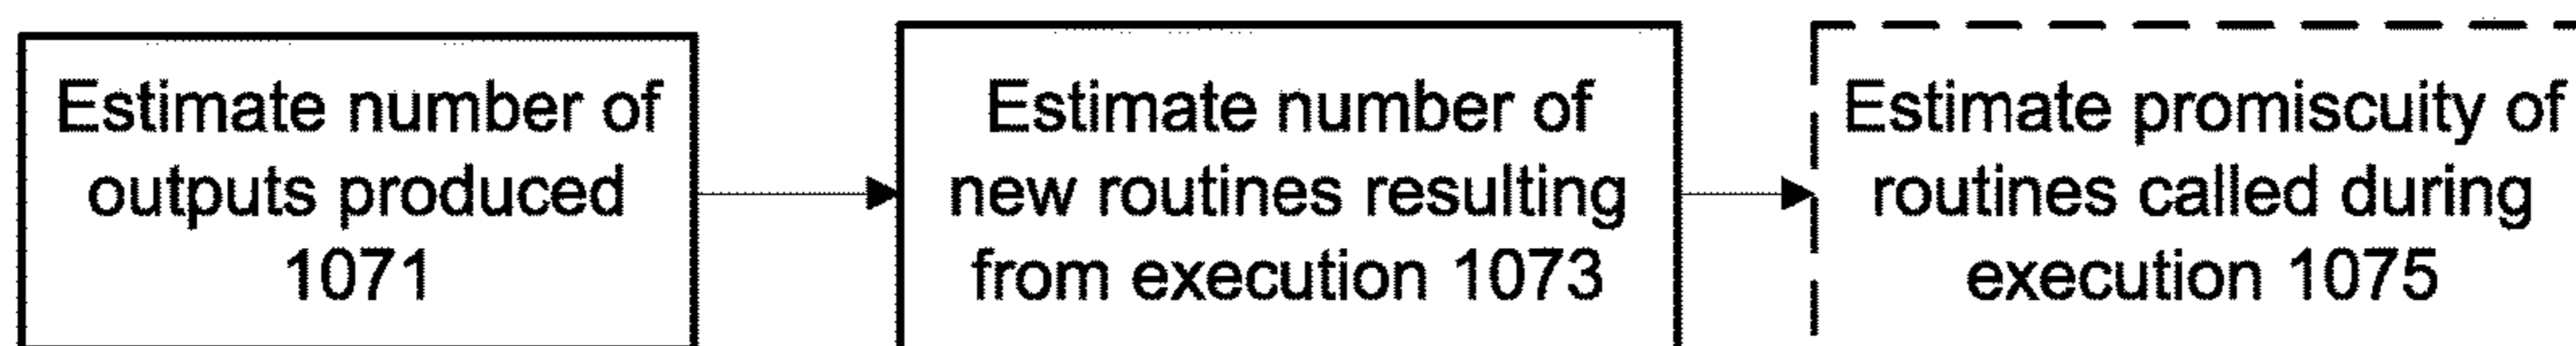 Estimate number of
outputs produced
1071
Estimate number of
new routines resulting
from execution 1073
Estimate promiscuity of
routines called during
execution 1075